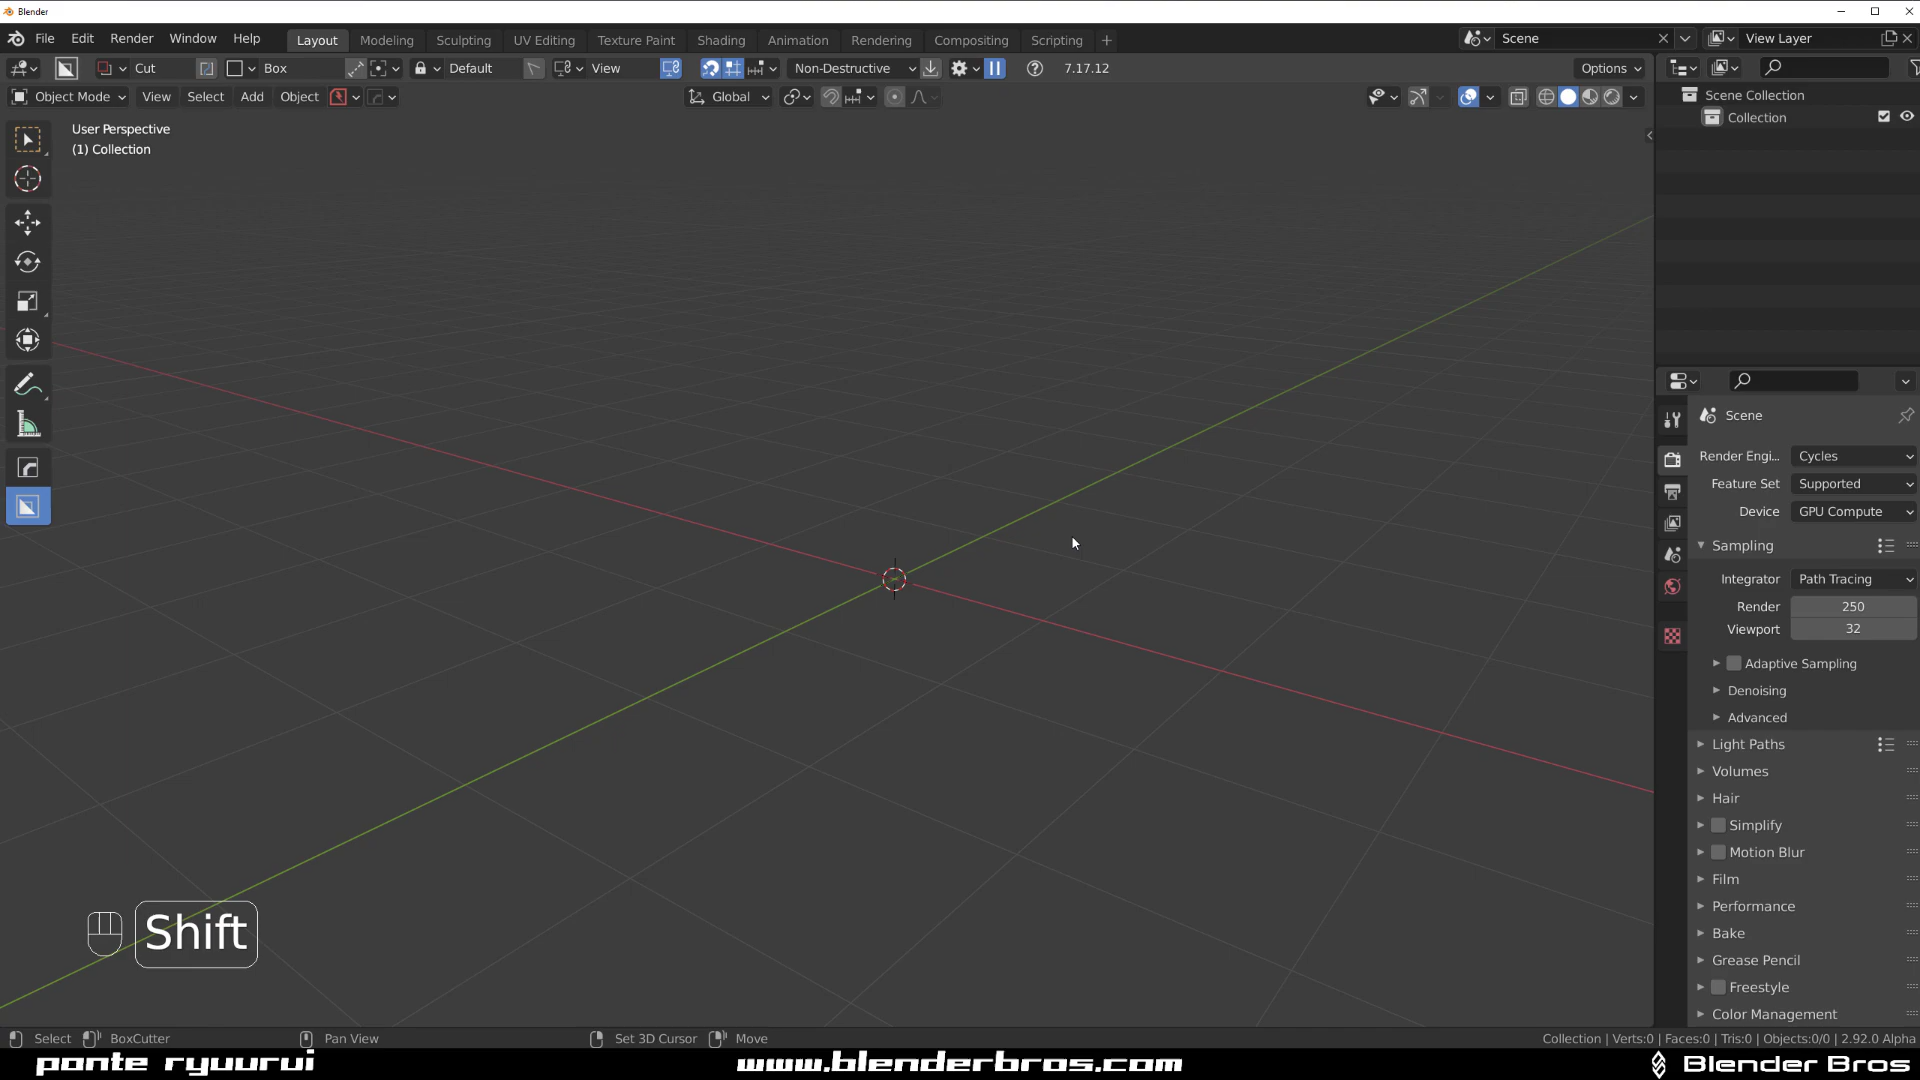 Blender
File Edit Render Window Help Layout Modeling Sculpting UV Editing Texture Paint Shading Animation Rendering Compositing Scripting + Scene View Layer
Cut Box Default View Non-Destructive 7.17.12 Options
Object Mode View Select Add Object Global
Scene Collection
Collection
User Perspective
(1) Collection
Scene
Render Engi... Cycles
Feature Set Supported
Device GPU Compute
Sampling
Integrator Path Tracing
Render 250
Viewport 32
Adaptive Sampling
Denoising
Advanced
Light Paths
Volumes
Hair
Simplify
Motion Blur
Film
Performance
Bake
Grease Pencil
Freestyle
Color Management
Shift
Select BoxCutter Pan View Set 3D Cursor Move Collection | Verts:0 | Faces:0 | Tris:0 | Objects:0/0 | 2.92.0 Alpha
ponte ryuurui www.blenderbros.com Blender Bros